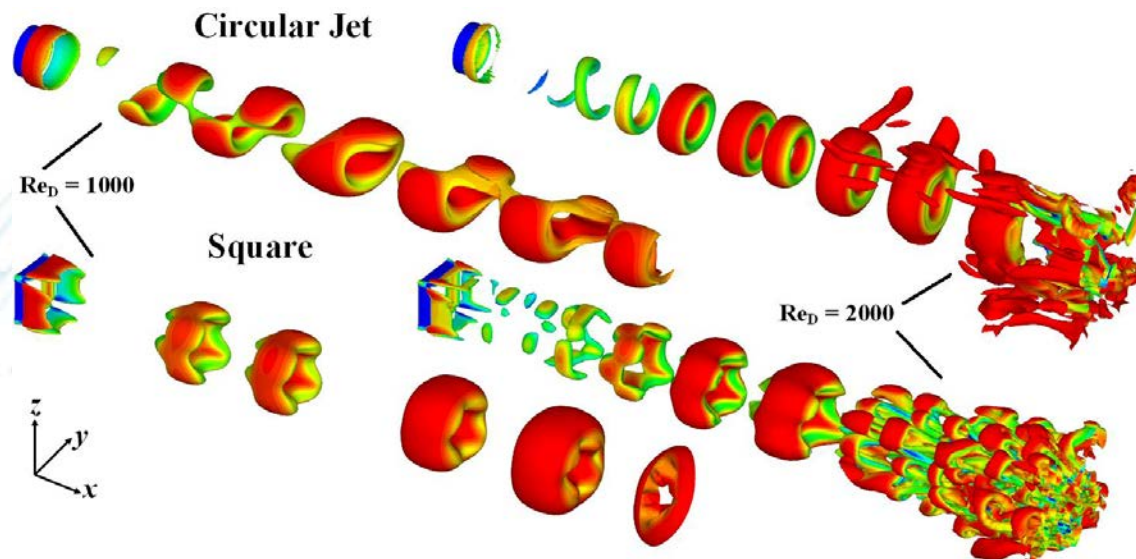 Circular Jet
Re_D = 1000
Square
Re_D = 2000
z
y
x